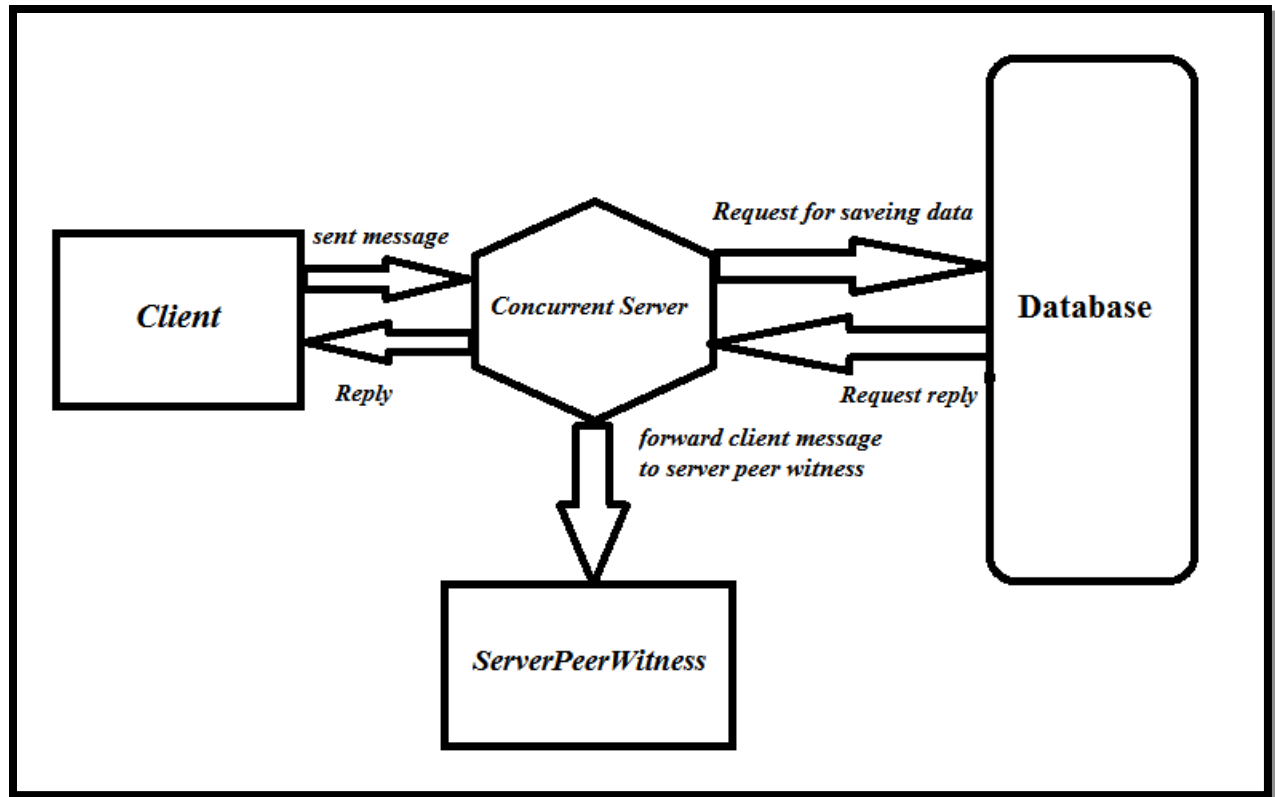 Request for saveing data
sent message
Client
Concurrent Server
Database
Reply
Request reply
forward client message
to server peer witness
ServerPeerWitness